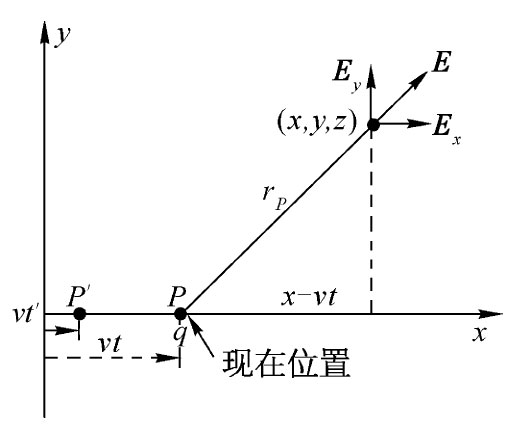 y
E_y
E
(x,y,z)
E_x
r_P
P'
P
x-vt
vt'
q
x
vt
现在位置